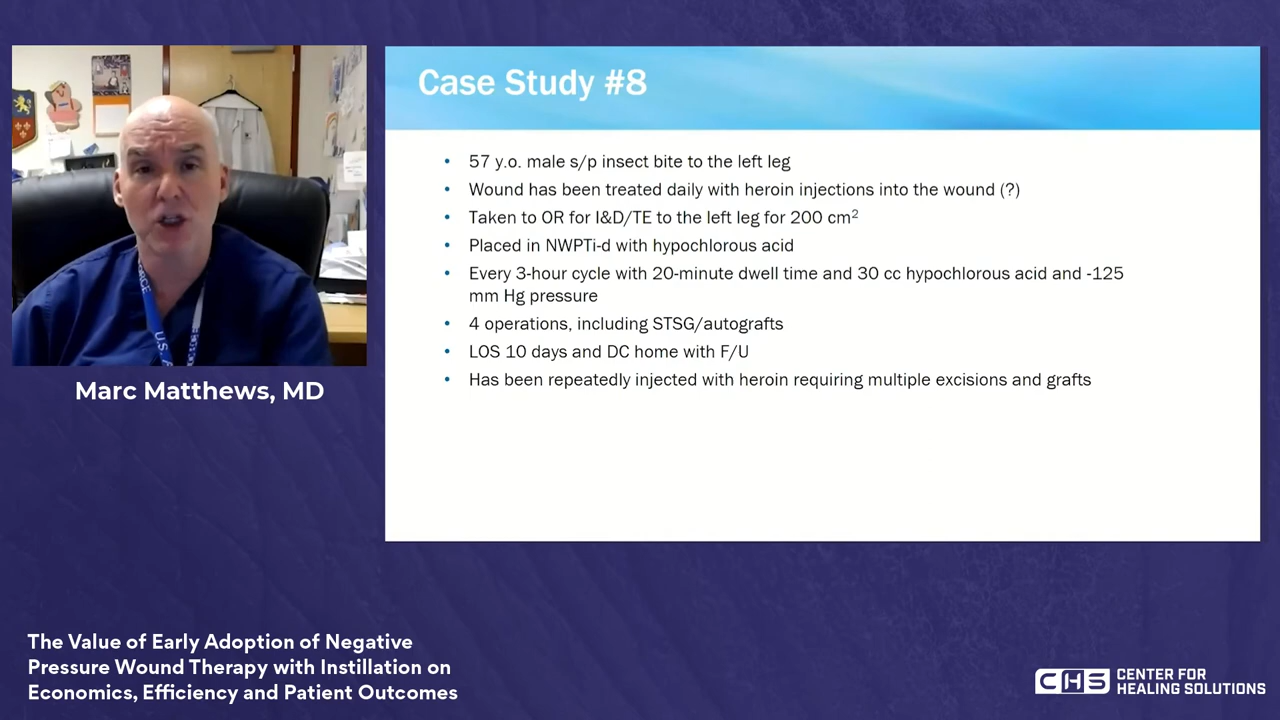 Case Study #8
• 57 y.o. male s/p insect bite to the left leg
• Wound has been treated daily with heroin injections into the wound (?)
• Taken to OR for I&D/TE to the left leg for 200 cm²
• Placed in NWPTi-d with hypochlorous acid
• Every 3-hour cycle with 20-minute dwell time and 30 cc hypochlorous acid and -125
mm Hg pressure
• 4 operations, including STSG/autografts
• LOS 10 days and DC home with F/U
• Has been repeatedly injected with heroin requiring multiple excisions and grafts
Marc Matthews, MD
The Value of Early Adoption of Negative
Pressure Wound Therapy with Instillation on
Economics, Efficiency and Patient Outcomes
CHS CENTER FOR
HEALING SOLUTIONS